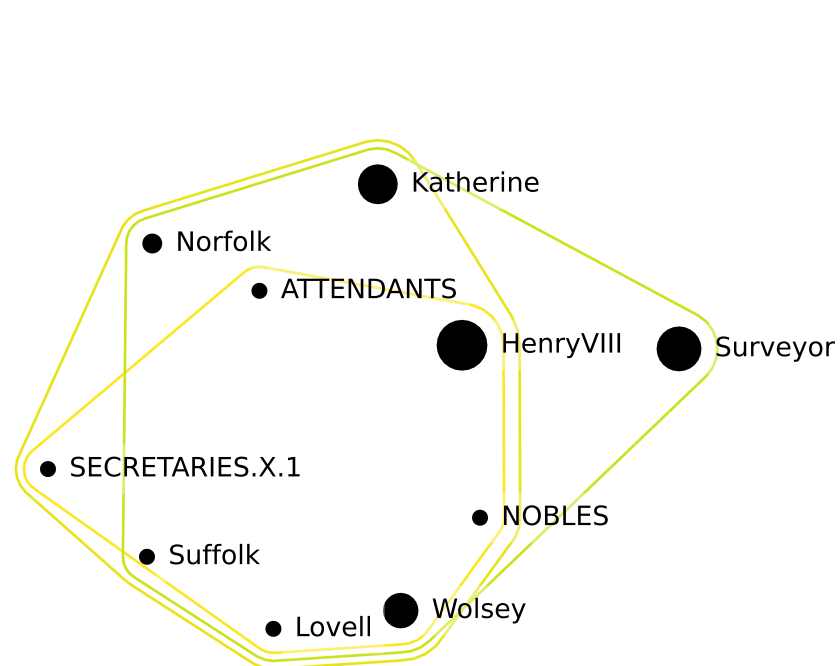 Katherine
Norfolk
ATTENDANTS
HenryVIII
Surveyor
SECRETARIES.X.1
NOBLES
Suffolk
Wolsey
Lovell